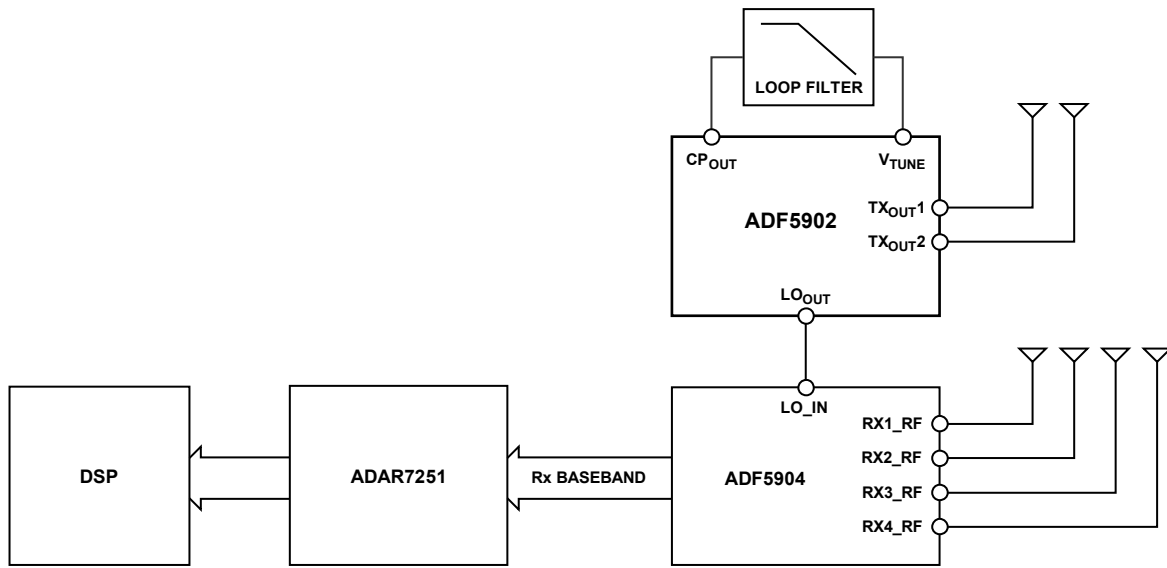 LOOP FILTER
CPOUT
VTUNE
ADF5902
TXOUT1
TXOUT2
LOOUT
LO_IN
DSP
ADAR7251
Rx BASEBAND
ADF5904
RX1_RF
RX2_RF
RX3_RF
RX4_RF